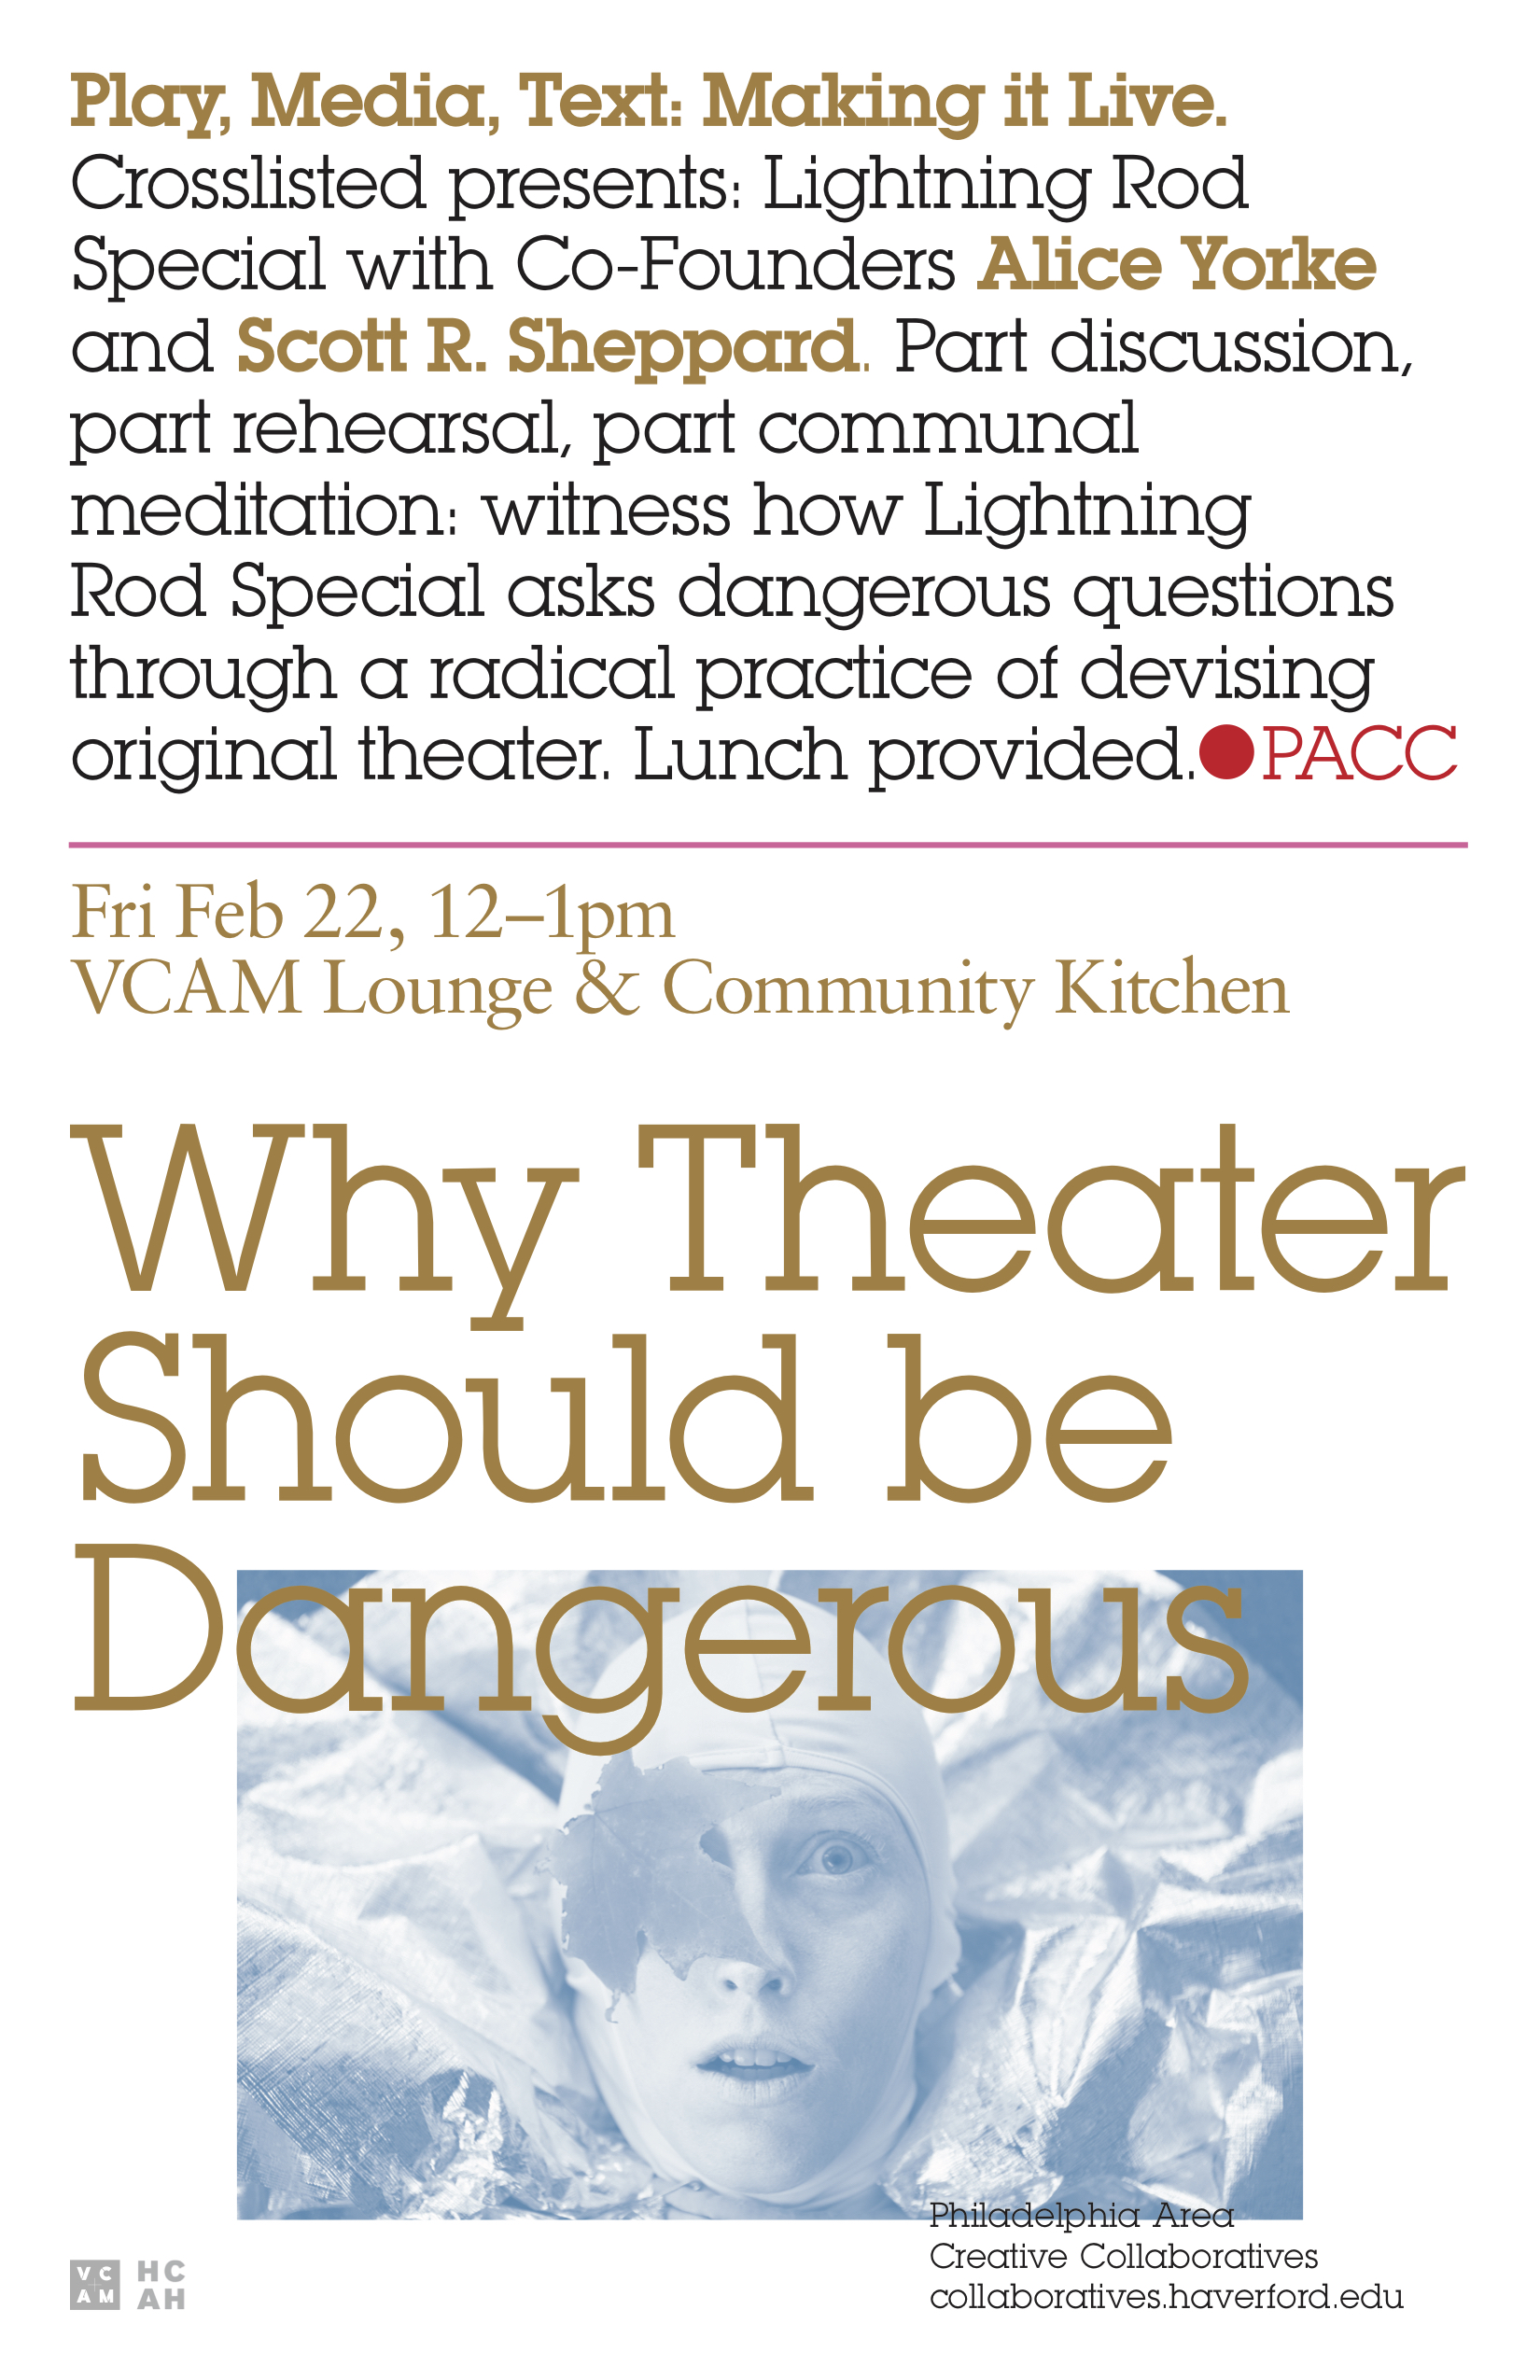 Play, Media, Text: Making it Live.
Crosslisted presents: Lightning Rod
Special with Co-Founders Alice Yorke
and Scott R. Sheppard. Part discussion,
part rehearsal, part communal
meditation: witness how Lightning
Rod Special asks dangerous questions
through a radical practice of devising
original theater. Lunch provided. PACC
Fri Feb 22, 12–1pm
VCAM Lounge & Community Kitchen
Why Theater
Should be
Dangerous
Philadelphia Area
Creative Collaboratives
collaboratives.haverford.edu
VC
AM
HC
AH